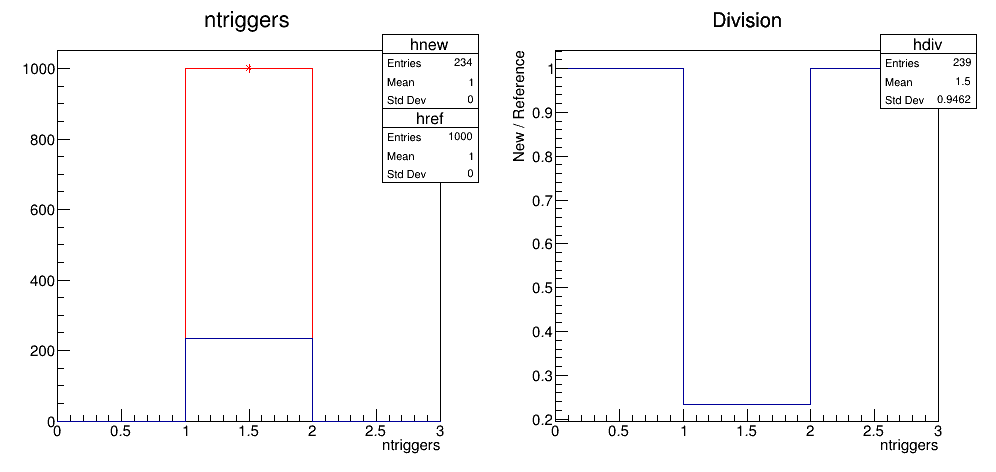 ntriggers
hnew
Entries 234
Mean 1
Std Dev 0
href
Entries 1000
Mean 1
Std Dev 0
1000
800
600
400
200
0
0 0.5 1 1.5 2 2.5 3
ntriggers
Division
hdiv
Entries 239
Mean 1.5
Std Dev 0.9462
New / Reference
1
0.9
0.8
0.7
0.6
0.5
0.4
0.3
0.2
0 0.5 1 1.5 2 2.5 3
ntriggers